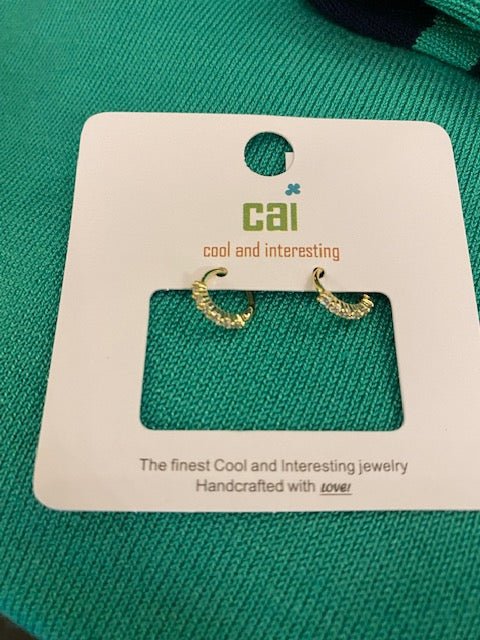 cai
cool and interesting
The finest Cool and Interesting jewelry
Handcrafted with LOVE!